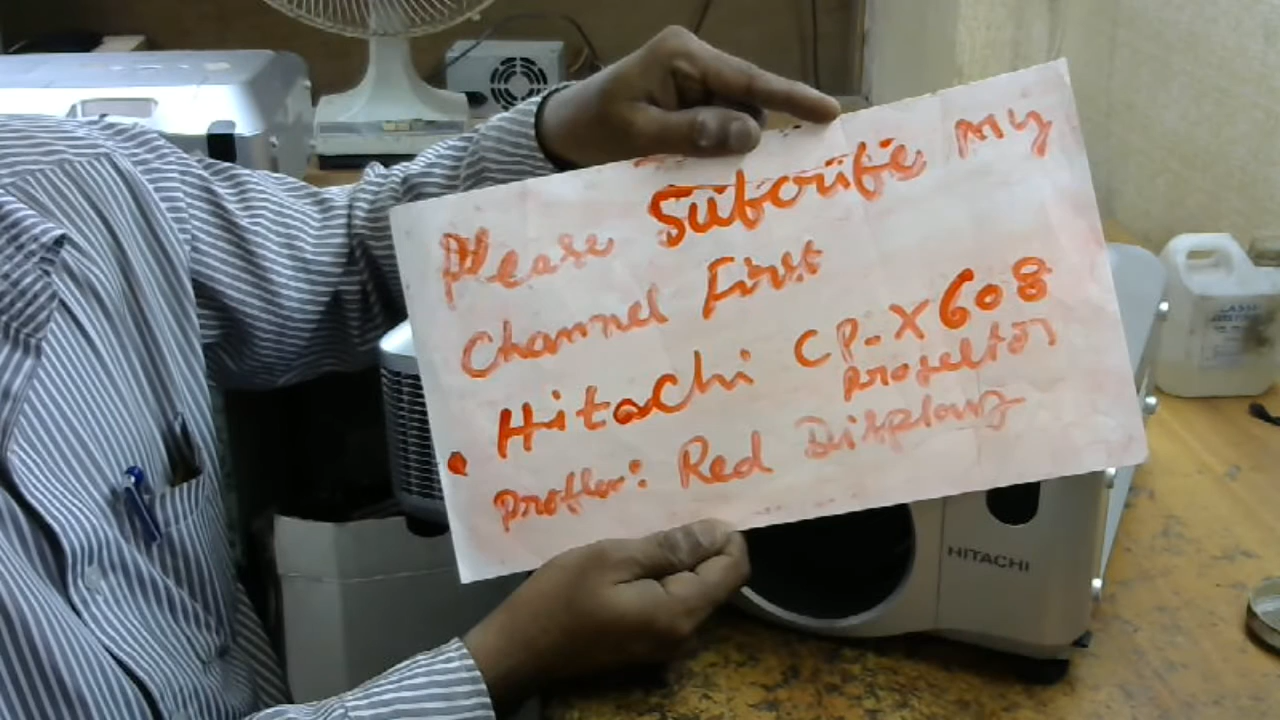 Please Subcribe My
Channel First
Hitachi CP-X608
Projector
Problem: Red Display
HITACHI